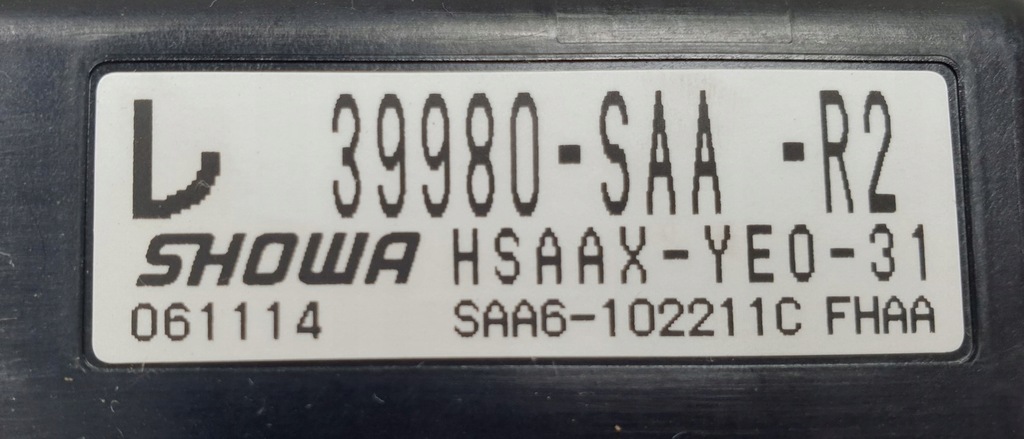 L 39980-SAA -R2
SHOWA HSAAX-YE0-31
061114 SAA6-102211C FHAA